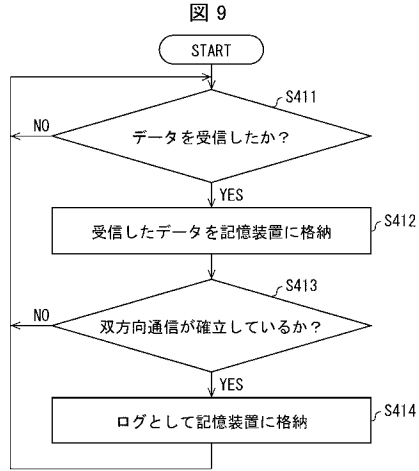 図 9
START
S411
データを受信したか?
NO
YES
受信したデータを記憶装置に格納
S412
S413
双方向通信が確立しているか?
NO
YES
ログとして記憶装置に格納
S414